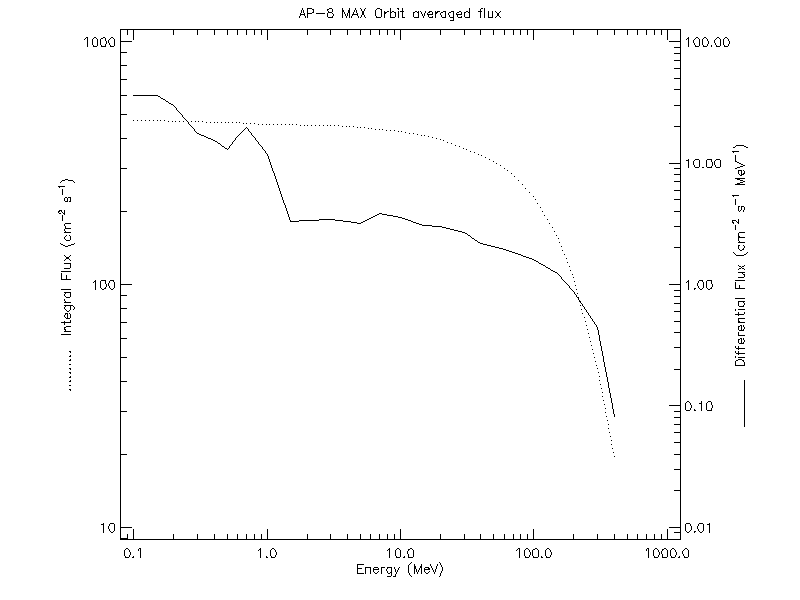 AP-8 MAX Orbit averaged flux
1000
100
10
Integral Flux (cm⁻² s⁻¹)
100.00
10.00
1.00
0.10
0.01
Differential Flux (cm⁻² s⁻¹ MeV⁻¹)
0.1 1.0 10.0 100.0 1000.0
Energy (MeV)